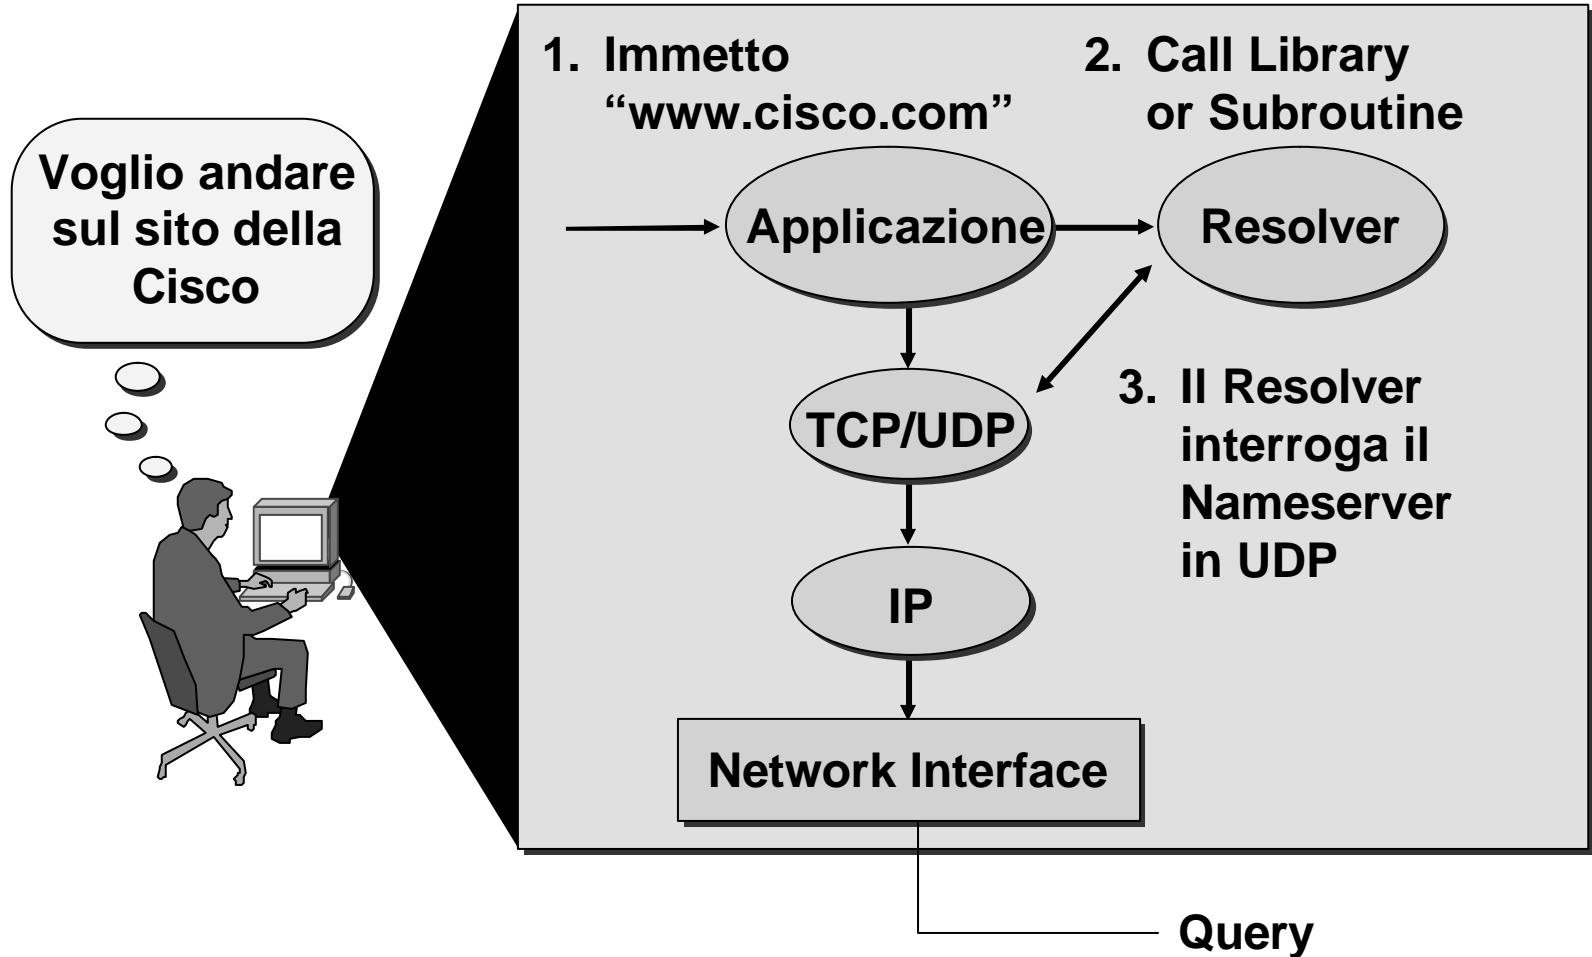 Voglio andare
sul sito della
Cisco
1. Immetto
“www.cisco.com”
2. Call Library
or Subroutine
Applicazione
Resolver
TCP/UDP
3. Il Resolver
interroga il
Nameserver
in UDP
IP
Network Interface
Query